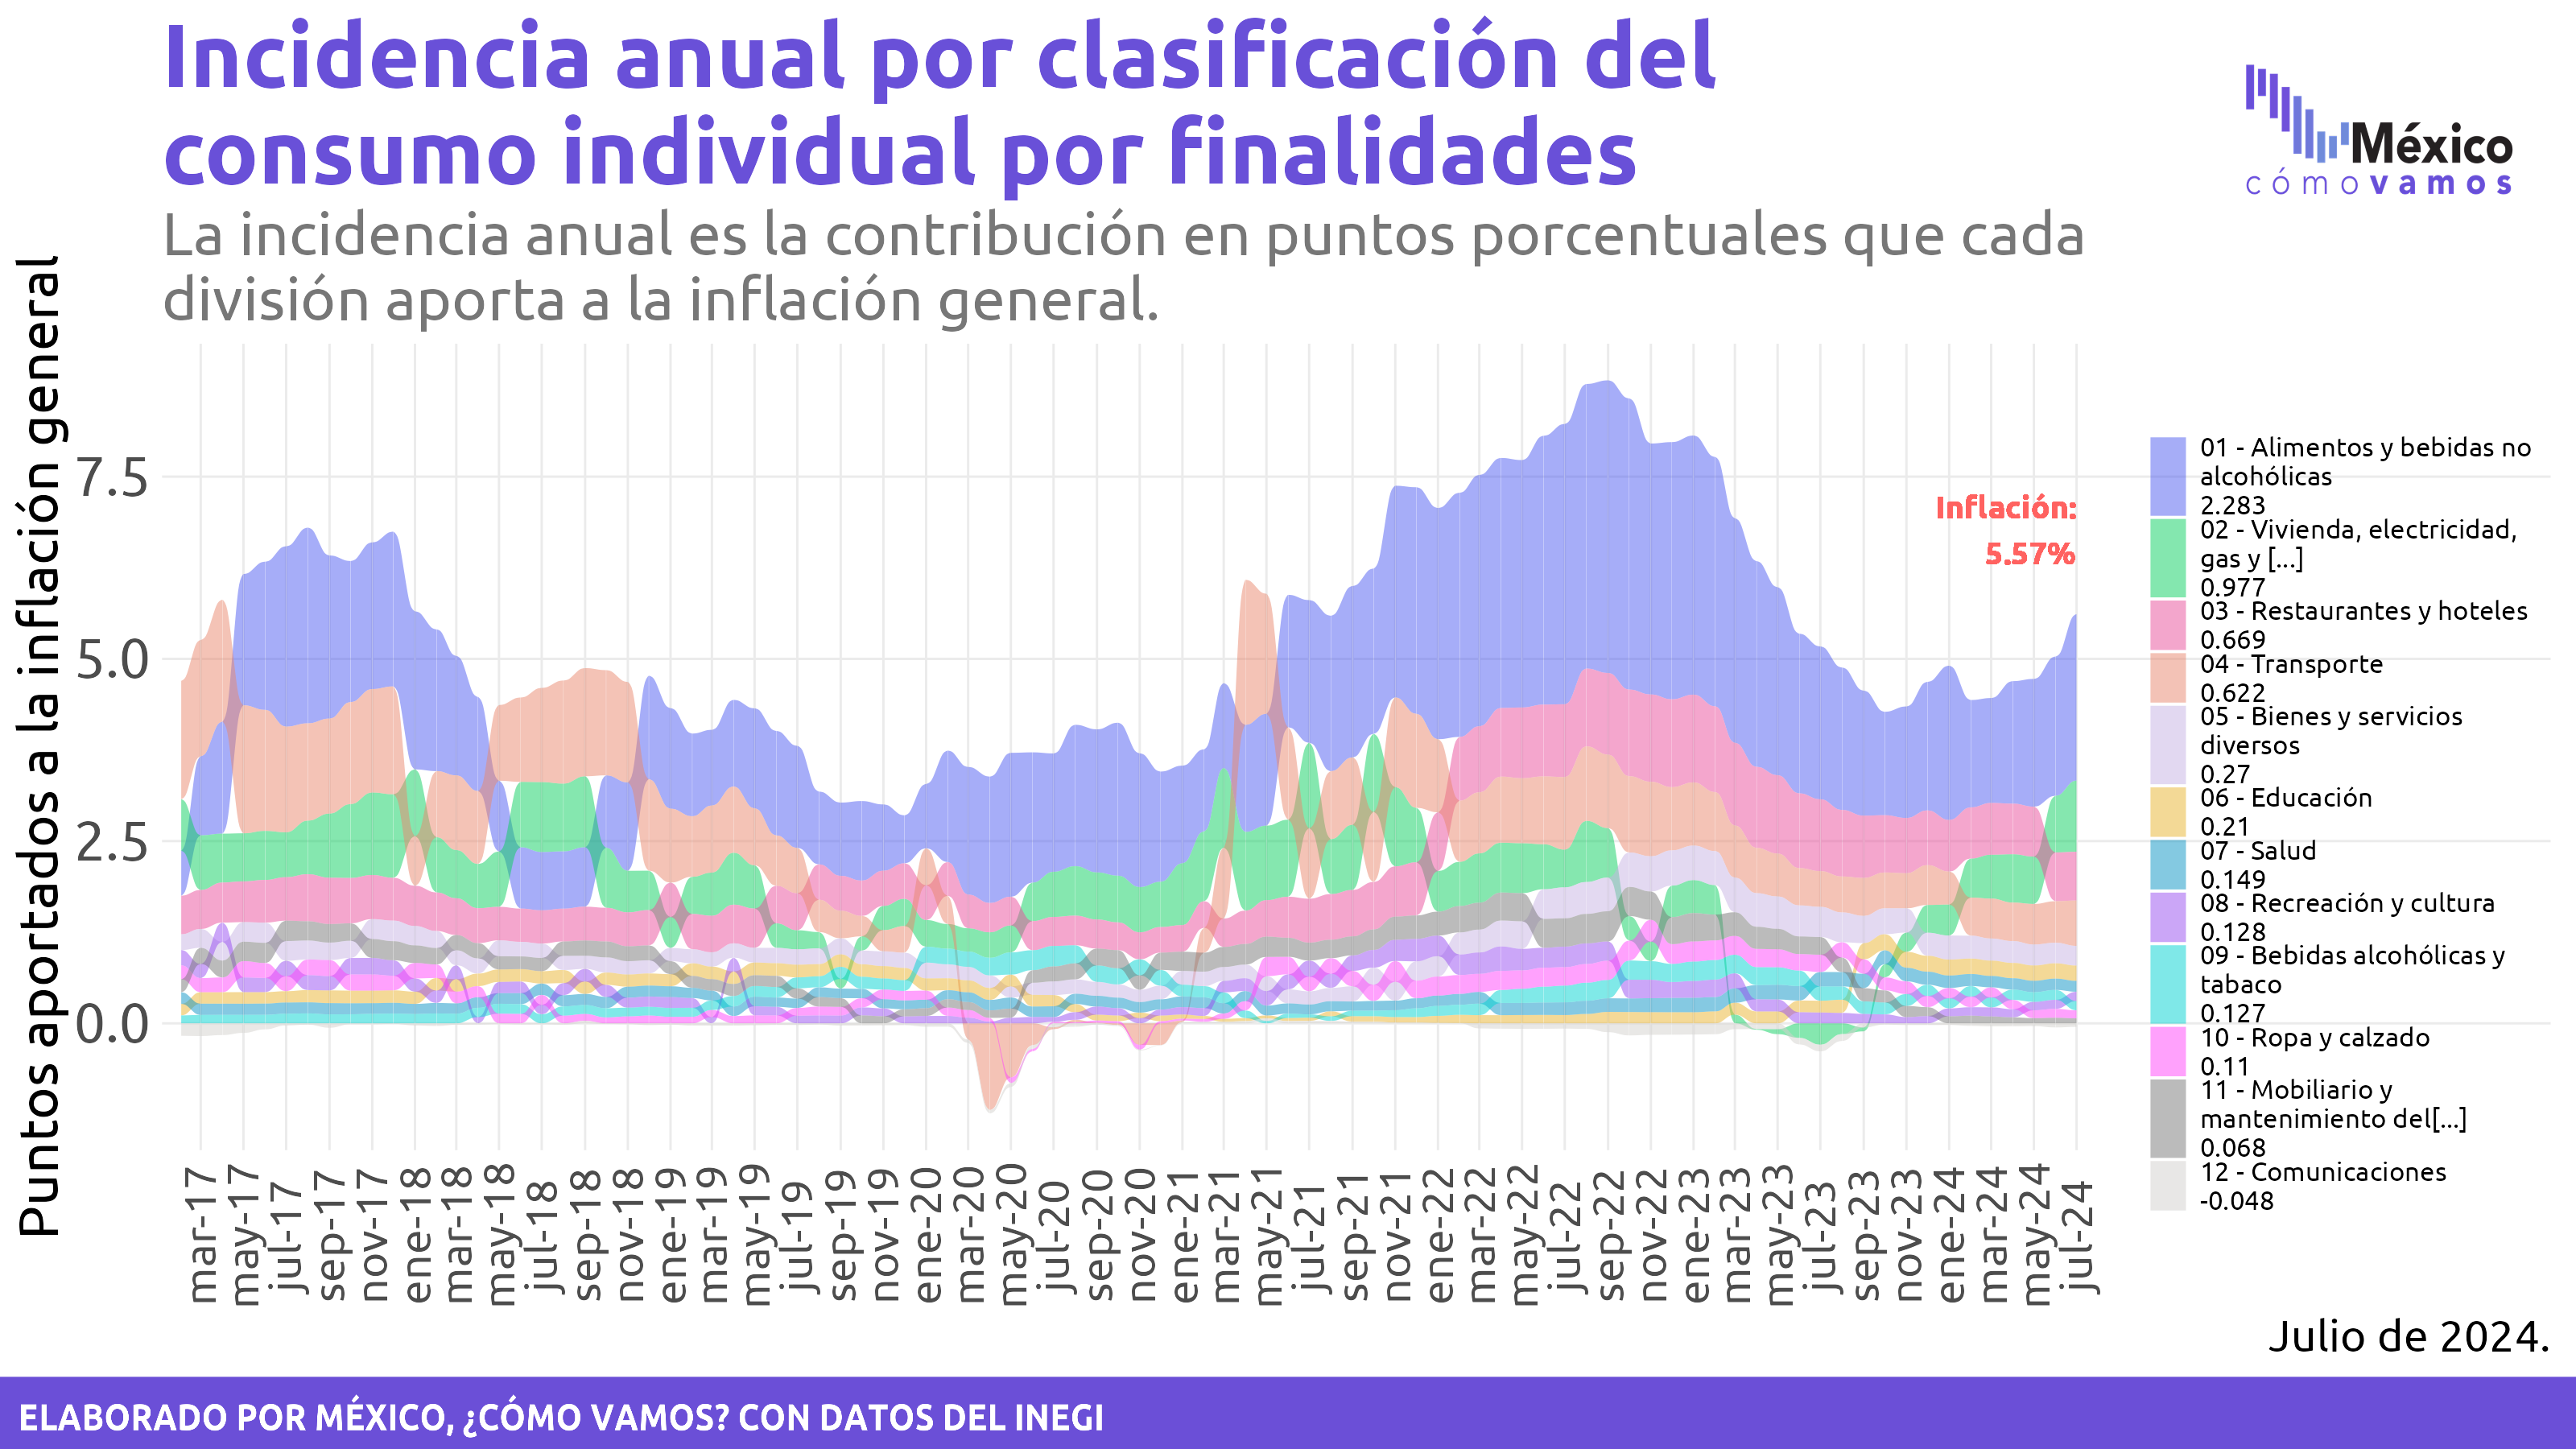 Incidencia anual por clasificación del
consumo individual por finalidades
La incidencia anual es la contribución en puntos porcentuales que cada
división aporta a la inflación general.
México
cómovamos
Puntos aportados a la inflación general
7.5
5.0
2.5
0.0
Inflación:
5.57%
01 - Alimentos y bebidas no
alcohólicas
2.283
02 - Vivienda, electricidad,
gas y [...]
0.977
03 - Restaurantes y hoteles
0.669
04 - Transporte
0.622
05 - Bienes y servicios
diversos
0.27
06 - Educación
0.21
07 - Salud
0.149
08 - Recreación y cultura
0.128
09 - Bebidas alcohólicas y
tabaco
0.127
10 - Ropa y calzado
0.11
11 - Mobiliario y
mantenimiento del[...]
0.068
12 - Comunicaciones
-0.048
mar-17
may-17
jul-17
sep-17
nov-17
ene-18
mar-18
may-18
jul-18
sep-18
nov-18
ene-19
mar-19
may-19
jul-19
sep-19
nov-19
ene-20
mar-20
may-20
jul-20
sep-20
nov-20
ene-21
mar-21
may-21
jul-21
sep-21
nov-21
ene-22
mar-22
may-22
jul-22
sep-22
nov-22
ene-23
mar-23
may-23
jul-23
sep-23
nov-23
ene-24
mar-24
may-24
jul-24
Julio de 2024.
ELABORADO POR MÉXICO, ¿CÓMO VAMOS? CON DATOS DEL INEGI